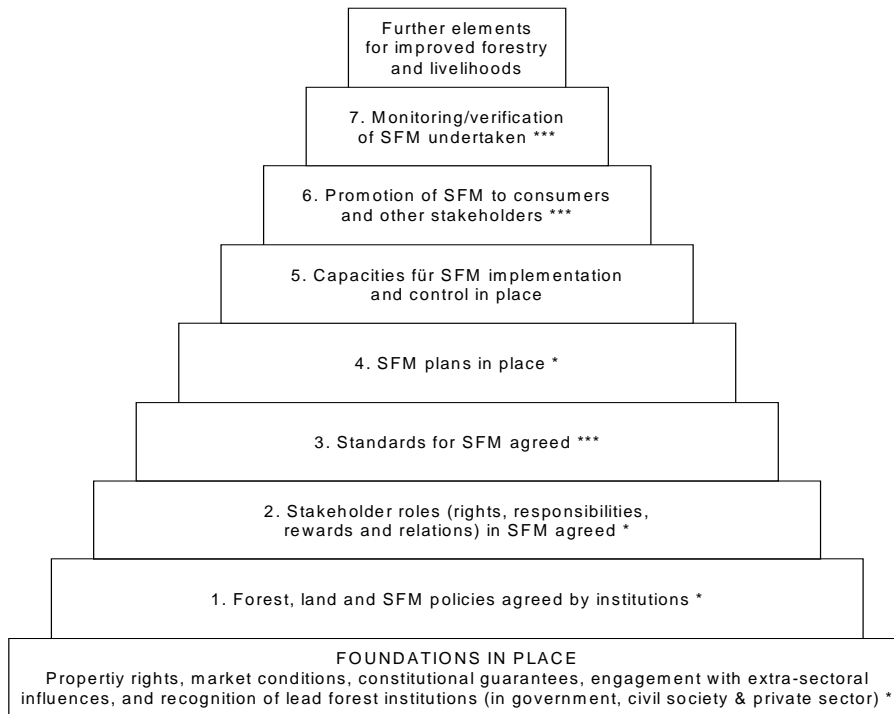 Further elements
for improved forestry
and livelihoods
7. Monitoring/verification
of SFM undertaken ***
6. Promotion of SFM to consumers
and other stakeholders ***
5. Capacities für SFM implementation
and control in place
4. SFM plans in place *
3. Standards for SFM agreed ***
2. Stakeholder roles (rights, responsibilities,
rewards and relations) in SFM agreed *
1. Forest, land and SFM policies agreed by institutions *
FOUNDATIONS IN PLACE
Propertiy rights, market conditions, constitutional guarantees, engagement with extra-sectoral
influences, and recognition of lead forest institutions (in government, civil society & private sector) *